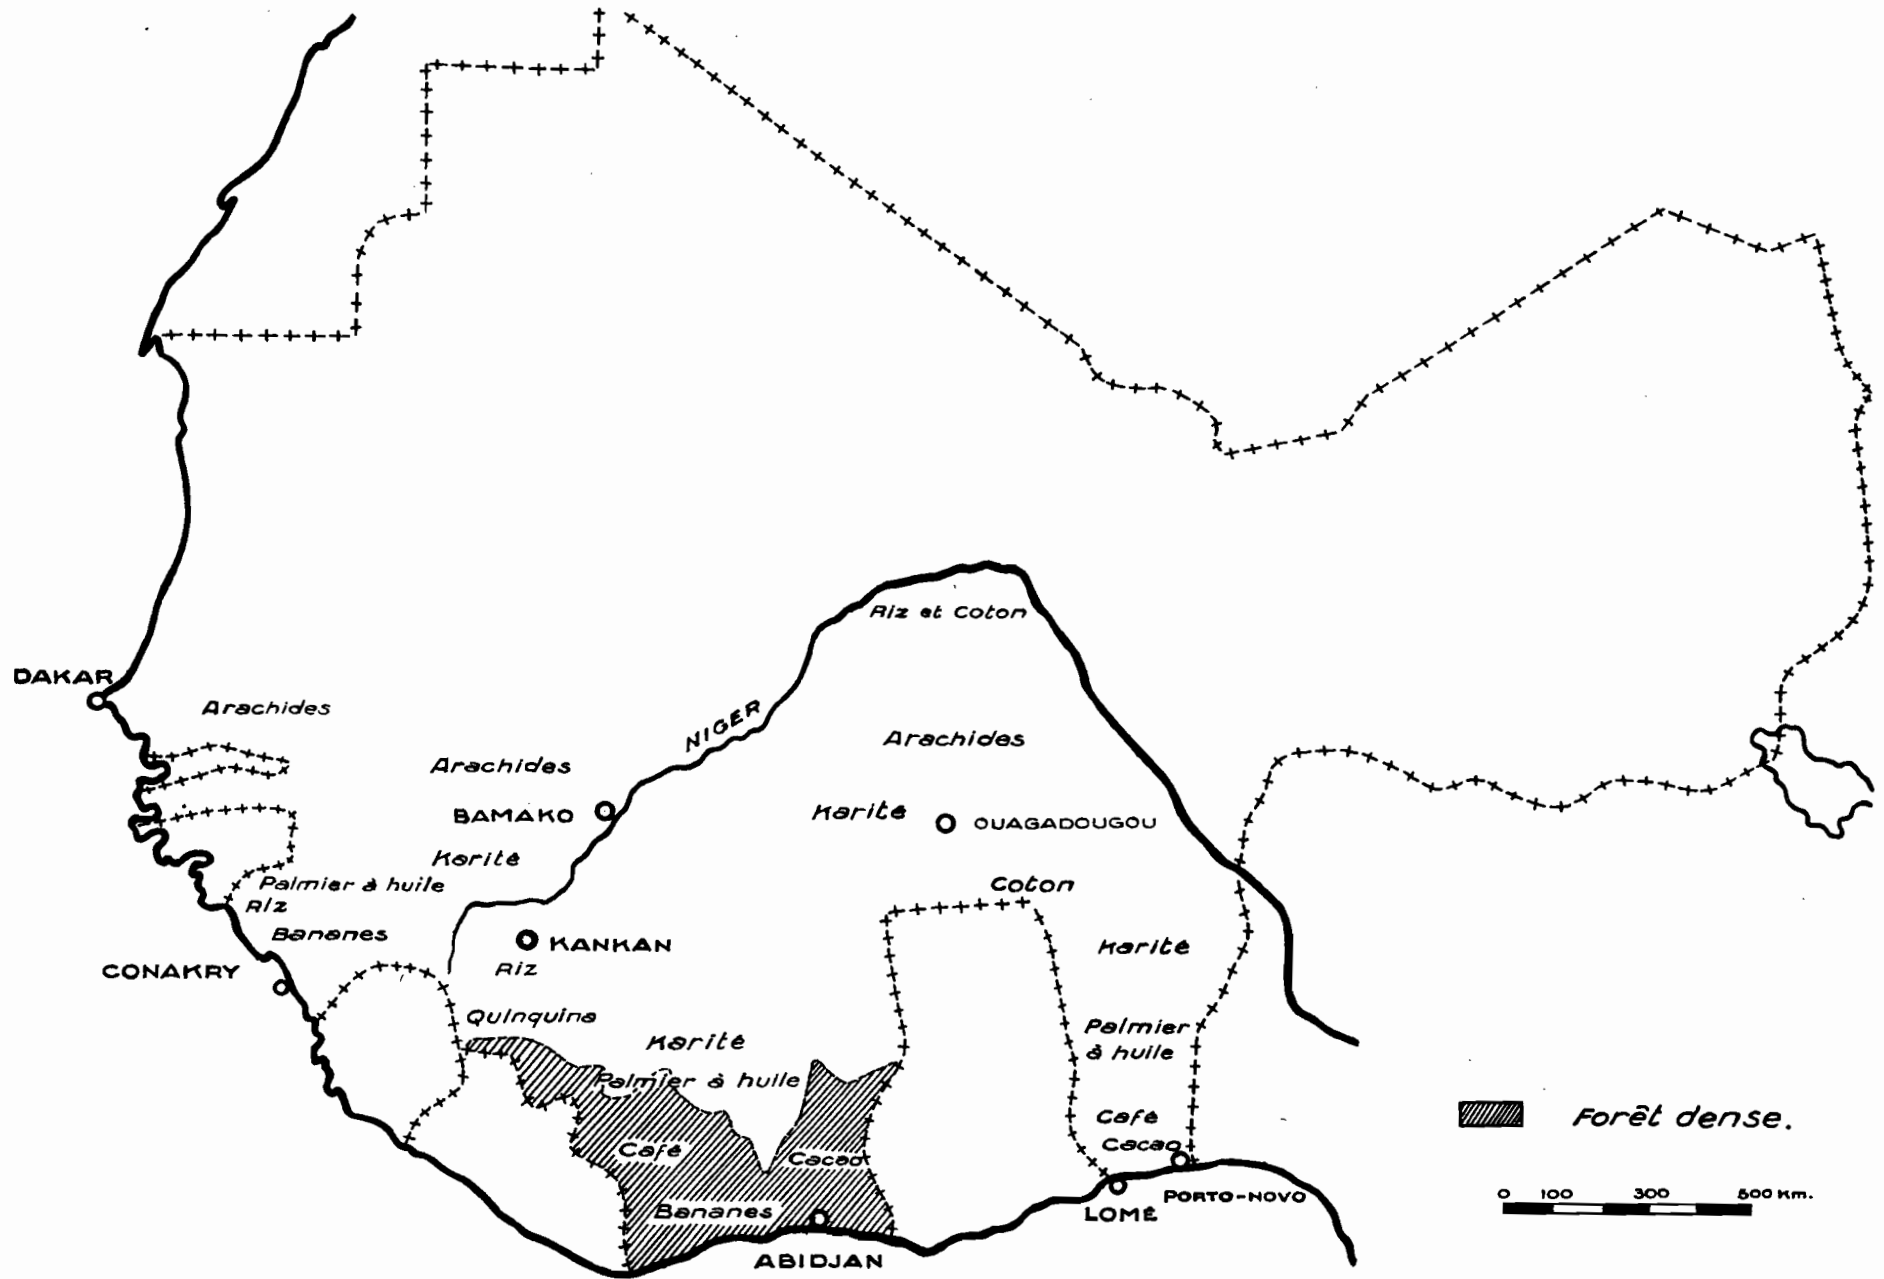 Riz et Coton
DAKAR
Arachides
NIGER
Arachides
Arachides
BAMAKO
Karité
OUAGADOUGOU
Karité
Palmier à huile
Riz
Coton
Bananes
KANKAN
Karité
Riz
CONAKRY
Quinquina
Karité
Palmier
à huile
Palmier à huile
Café
Cacao
Forêt dense.
Café
Cacao
Bananes
PORTO-NOVO
LOMÉ
0 100 300 500 Km.
ABIDJAN